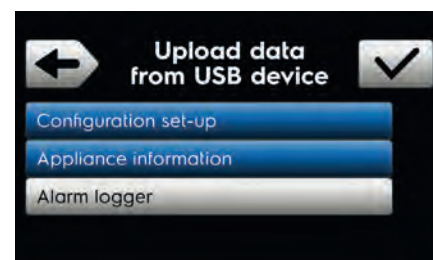 Upload data
from USB device
Configuration set-up
Appliance information
Alarm logger